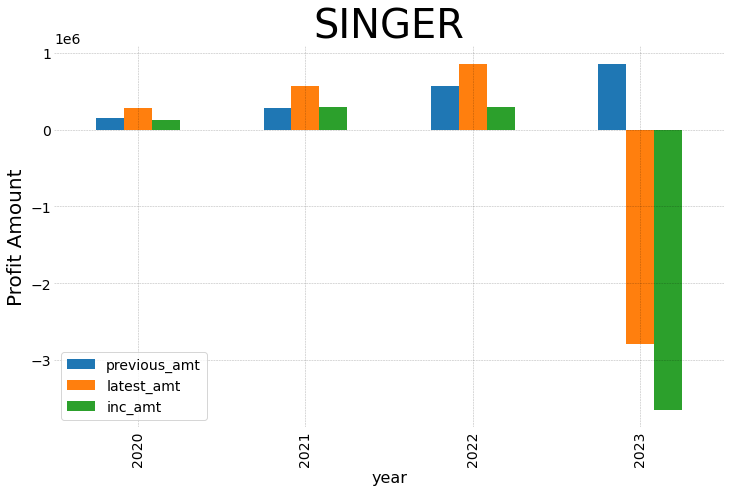 SINGER
1e6
1
0
−1
−2
−3
Profit Amount
previous_amt
latest_amt
inc_amt
2020
2021
2022
2023
year